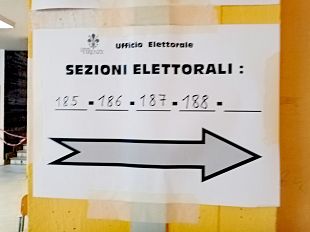 Ufficio Elettorale
SEZIONI ELETTORALI :
185 - 186 - 187 - 188 -